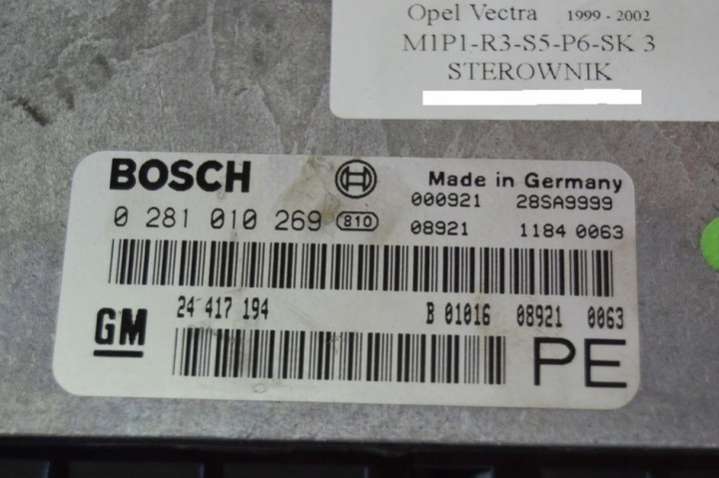 Opel Vectra 1999 - 2002
M1P1-R3-S5-P6-SK 3
STEROWNIK
BOSCH Made in Germany
000921 28SA9999
0 281 010 269 810 08921 1184 0063
24 417 194 B 01016 08921 0063
GM PE